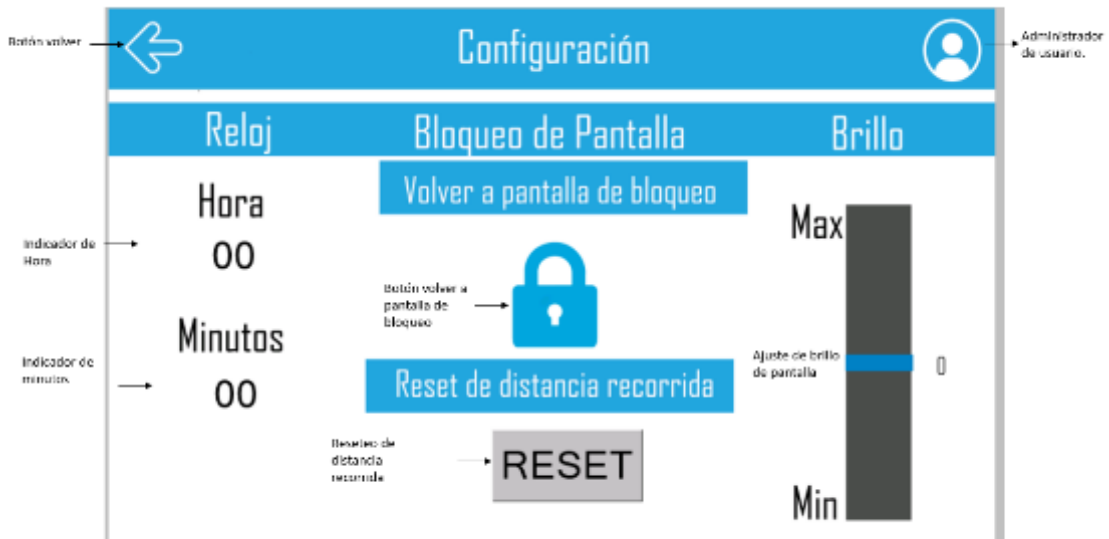 Botón volver
Configuración
Administrador
de usuario.
Reloj
Bloqueo de Pantalla
Brillo
Volver a pantalla de bloqueo
Hora
00
Indicador de
Hora
Max
Botón volver a
pantalla de
bloqueo
Minutos
00
Indicador de
minutos
Ajuste de brillo
de pantalla
0
Reset de distancia recorrida
Reseteo de
distancia
recorrida
RESET
Min